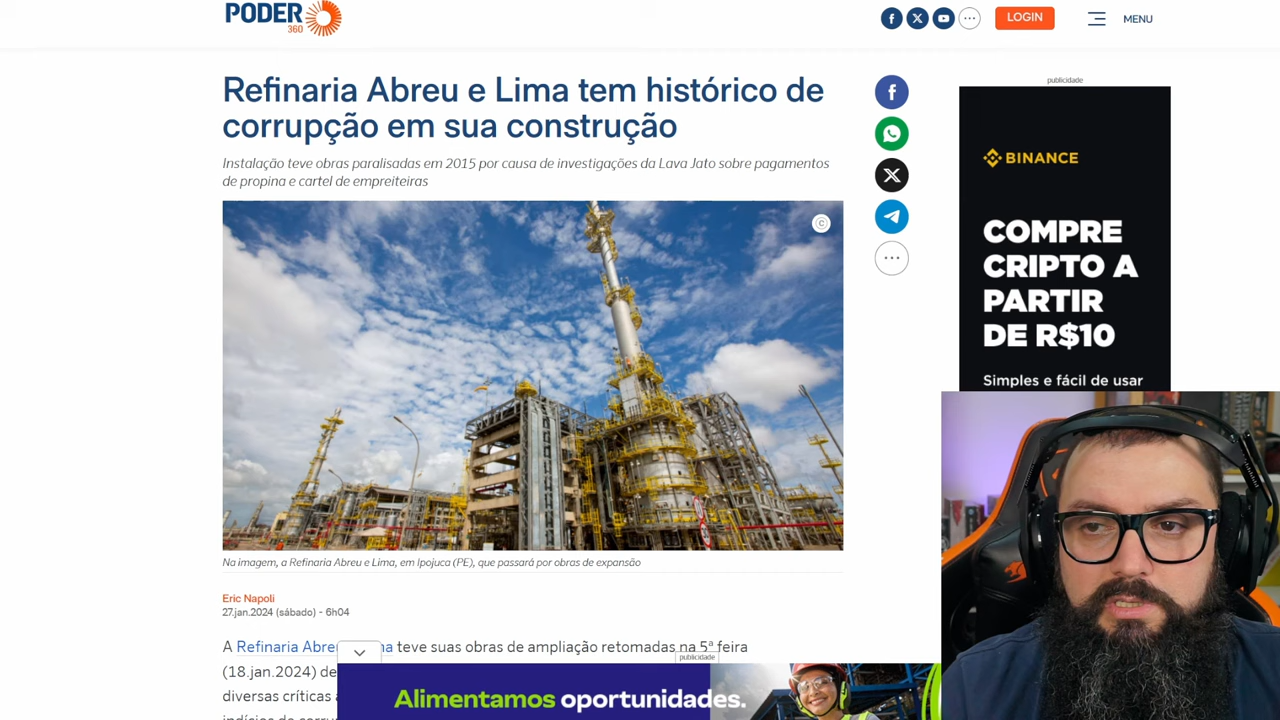 PODER
360
LOGIN
MENU
Refinaria Abreu e Lima tem histórico de
corrupção em sua construção
Instalação teve obras paralisadas em 2015 por causa de investigações da Lava Jato sobre pagamentos
de propina e cartel de empreiteiras
Na imagem, a Refinaria Abreu e Lima, em Ipojuca (PE), que passará por obras de expansão
Eric Napoli
27.jan.2024 (sábado) - 6h04
A Refinaria teve suas obras de ampliação retomadas na 5ª feira
(18.jan.2024)
diversas críticas
publicidade
Alimentamos oportunidades.
publicidade
BINANCE
COMPRE
CRIPTO A
PARTIR
DE R$10
Simples e fácil de usar